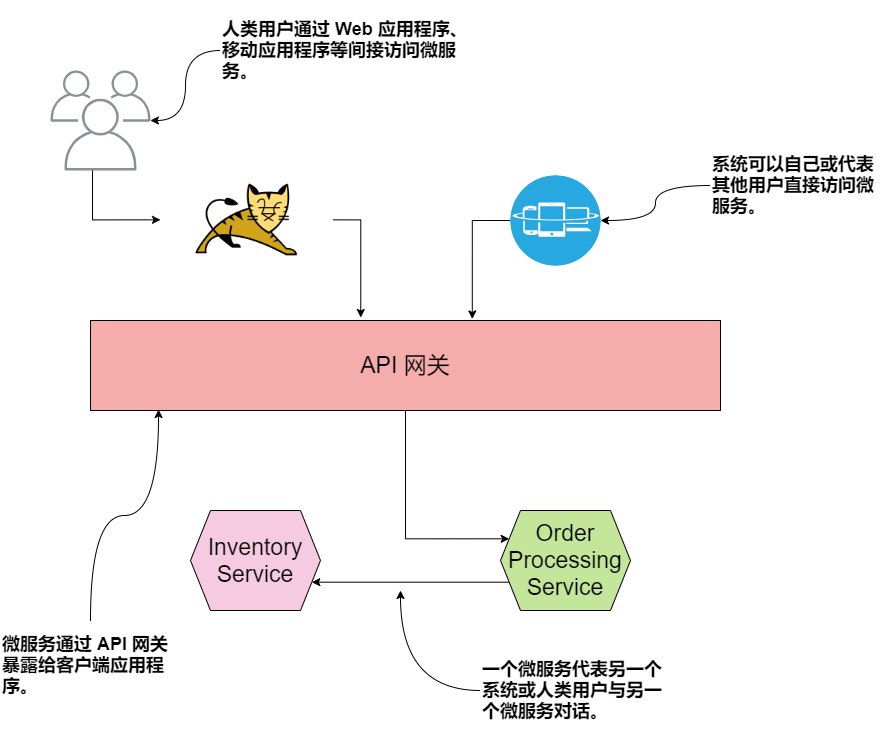 人类用户通过 Web 应用程序、
移动应用程序等间接访问微服
务。
系统可以自己或代表
其他用户直接访问微
服务。
API 网关
Inventory
Service
Order
Processing
Service
微服务通过 API 网关
暴露给客户端应用程
序。
一个微服务代表另一个
系统或人类用户与另一
个微服务对话。